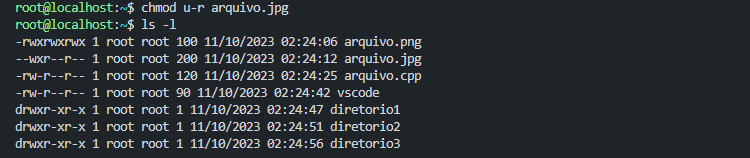 root@localhost:~$ chmod u-r arquivo.jpg
root@localhost:~$ ls -l
-rwxrwxrwx 1 root root 100 11/10/2023 02:24:06 arquivo.png
--wxr--r-- 1 root root 200 11/10/2023 02:24:12 arquivo.jpg
-rw-r--r-- 1 root root 120 11/10/2023 02:24:25 arquivo.cpp
-rw-r--r-- 1 root root 90 11/10/2023 02:24:42 vscode
drwxr-xr-x 1 root root 1 11/10/2023 02:24:47 diretorio1
drwxr-xr-x 1 root root 1 11/10/2023 02:24:51 diretorio2
drwxr-xr-x 1 root root 1 11/10/2023 02:24:56 diretorio3